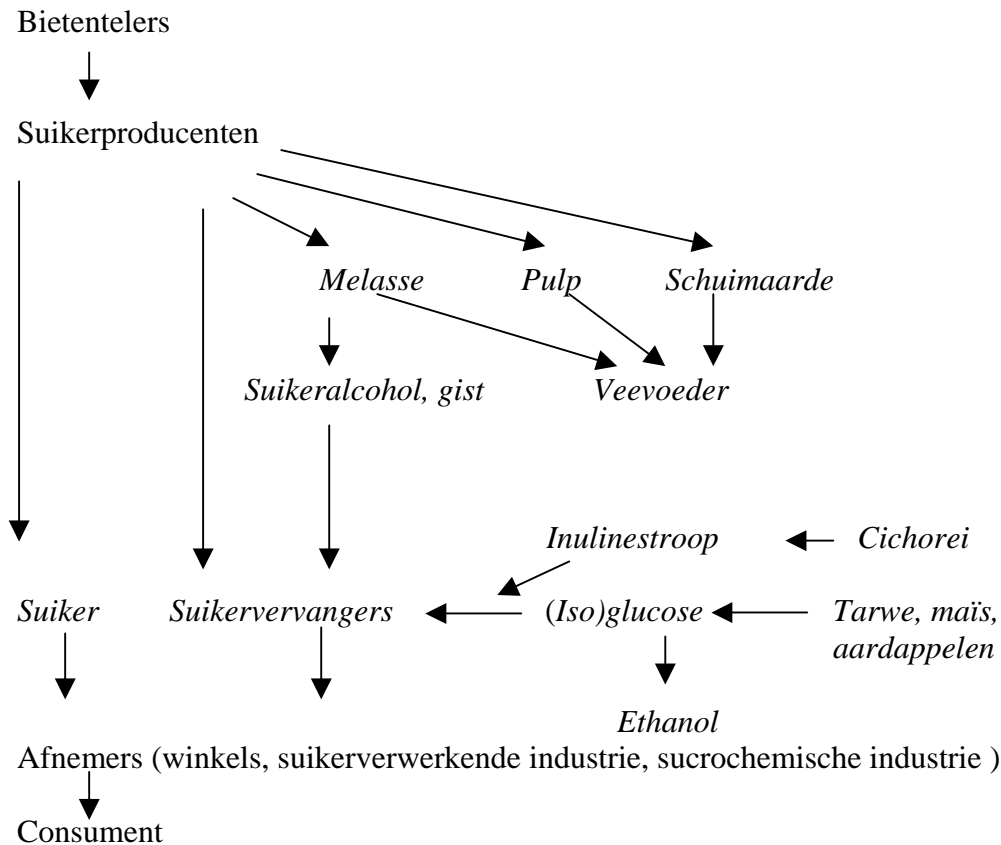 Bietentelers
Suikerproducenten
Melasse Pulp Schuimaarde
Suikeralcohol, gist Veevoeder
Inulinestroop Cichorei
Suiker Suikervervangers (Iso)glucose Tarwe, maïs,
aardappelen
Ethanol
Afnemers (winkels, suikerverwerkende industrie, sucrochemische industrie )
Consument